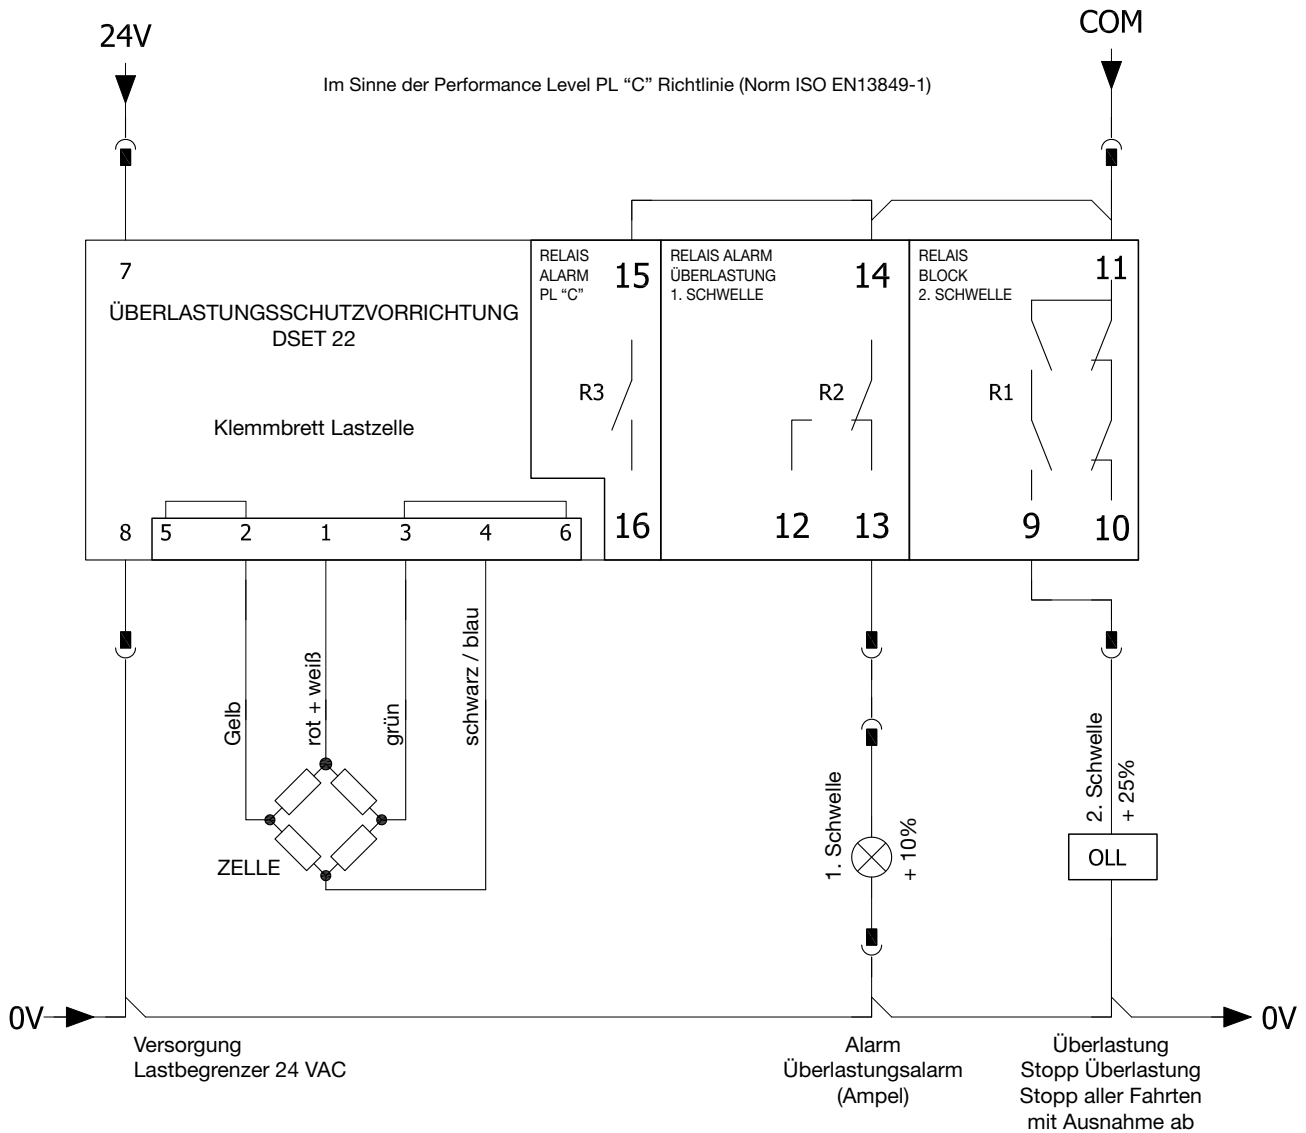 24V
COM
Im Sinne der Performance Level PL “C” Richtlinie (Norm ISO EN13849-1)
7
ÜBERLASTUNGSSCHUTZVORRICHTUNG
DSET 22
Klemmbrett Lastzelle
RELAIS
ALARM
PL “C”
15
R3
16
RELAIS ALARM
ÜBERLASTUNG
1. SCHWELLE
14
R2
12
13
RELAIS
BLOCK
2. SCHWELLE
11
R1
9
10
8
5
2
1
3
4
6
Gelb
rot + weiß
grün
schwarz / blau
ZELLE
1. Schwelle
+ 10%
2. Schwelle
+ 25%
OLL
0V
0V
Versorgung
Lastbegrenzer 24 VAC
Alarm
Überlastungsalarm
(Ampel)
Überlastung
Stopp Überlastung
Stopp aller Fahrten
mit Ausnahme ab